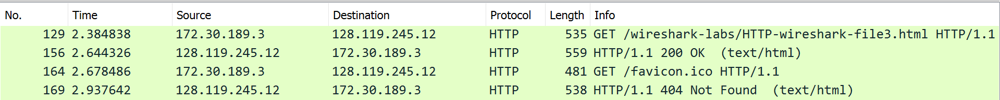 No. Time Source Destination Protocol Length Info
129 2.384838 172.30.189.3 128.119.245.12 HTTP 535 GET /wireshark-labs/HTTP-wireshark-file3.html HTTP/1.1
156 2.644326 128.119.245.12 172.30.189.3 HTTP 559 HTTP/1.1 200 OK (text/html)
164 2.678486 172.30.189.3 128.119.245.12 HTTP 481 GET /favicon.ico HTTP/1.1
169 2.937642 128.119.245.12 172.30.189.3 HTTP 538 HTTP/1.1 404 Not Found (text/html)